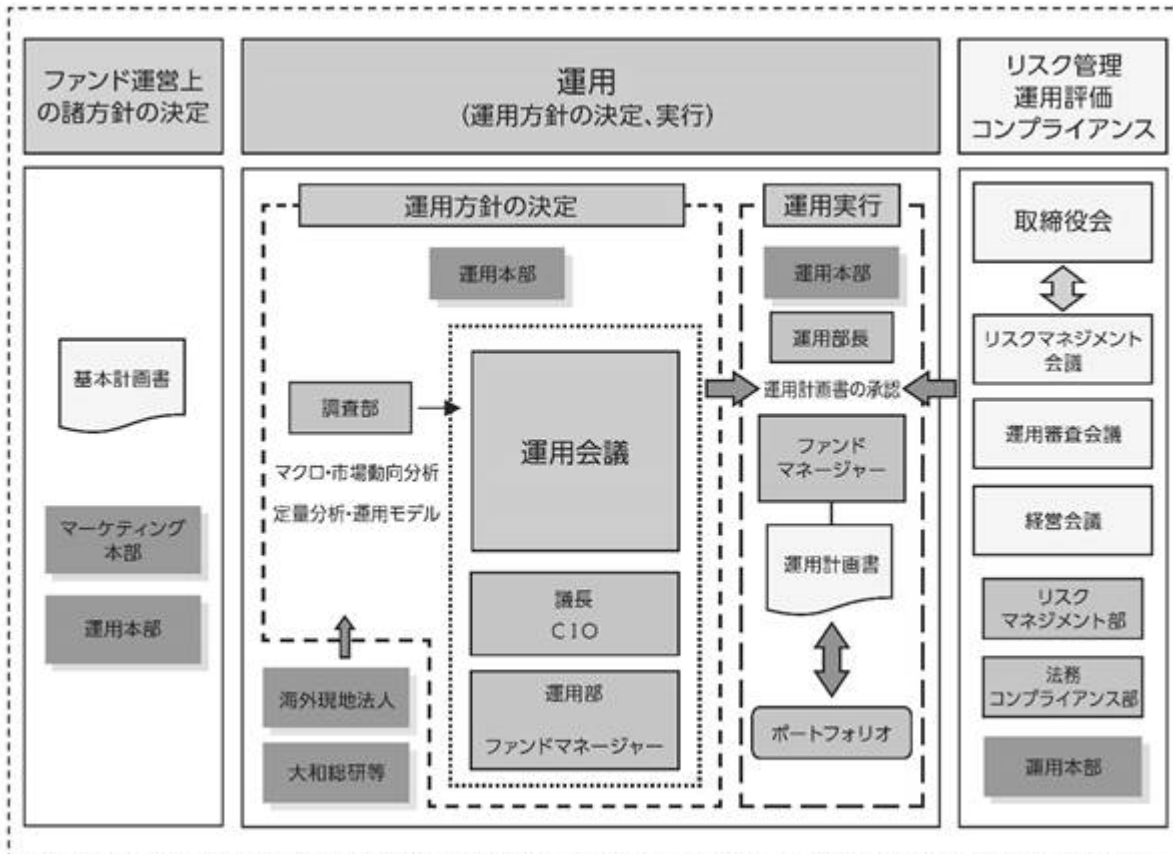 ファンド運営上
の諸方針の決定
基本計画書
マーケティング
本部
運用本部
運用
(運用方針の決定、実行)
運用方針の決定
運用本部
調査部
マクロ・市場動向分析
定量分析・運用モデル
運用会議
議長
CIO
運用部
ファンドマネージャー
海外現地法人
大和総研等
運用実行
運用本部
運用部長
運用計画書の承認
ファンド
マネージャー
運用計画書
ポートフォリオ
リスク管理
運用評価
コンプライアンス
取締役会
リスクマネジメント
会議
運用審査会議
経営会議
リスク
マネジメント部
法務
コンプライアンス部
運用本部